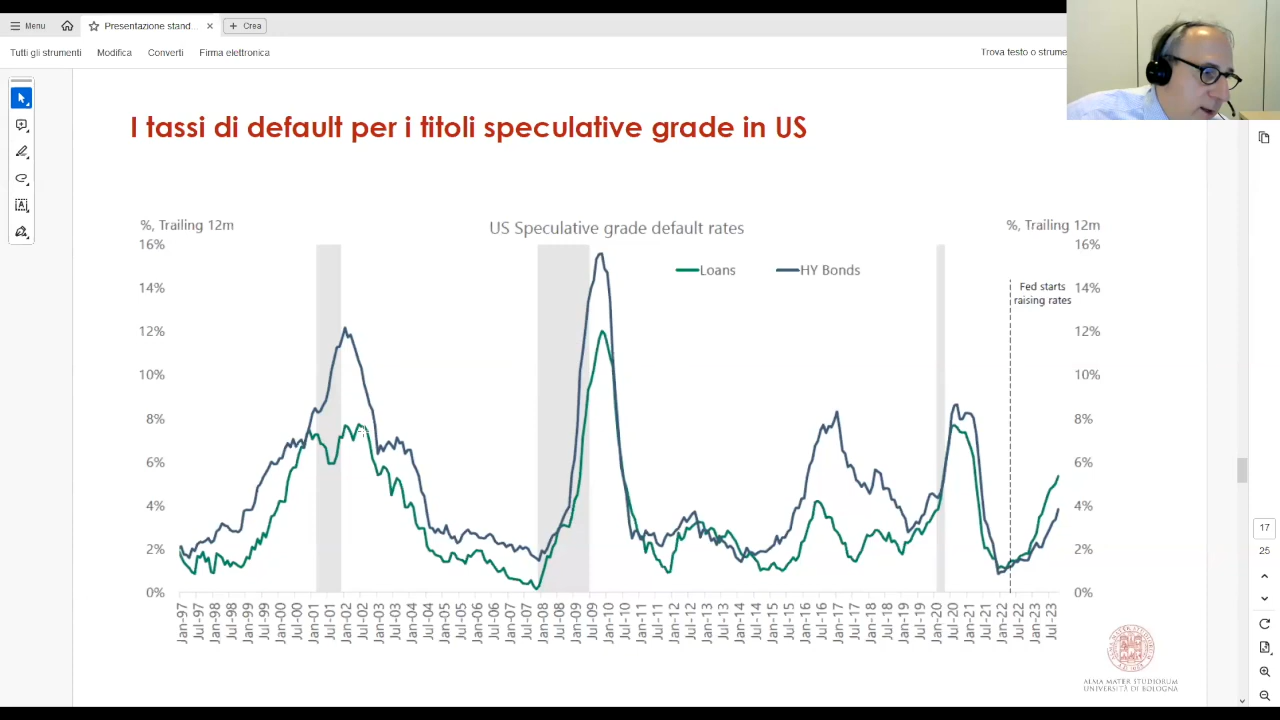 Menu
Presentazione stand...
Crea
Tutti gli strumenti
Modifica
Converti
Firma elettronica
Trova testo o strume
I tassi di default per i titoli speculative grade in US
%, Trailing 12m
US Speculative grade default rates
%, Trailing 12m
16%
14%
12%
10%
8%
6%
4%
2%
0%
Loans
HY Bonds
Fed starts
raising rates
16%
14%
12%
10%
8%
6%
4%
2%
0%
Jan-97
Jul-97
Jan-98
Jul-98
Jan-99
Jul-99
Jan-00
Jul-00
Jan-01
Jul-01
Jan-02
Jul-02
Jan-03
Jul-03
Jan-04
Jul-04
Jan-05
Jul-05
Jan-06
Jul-06
Jan-07
Jul-07
Jan-08
Jul-08
Jan-09
Jul-09
Jan-10
Jul-10
Jan-11
Jul-11
Jan-12
Jul-12
Jan-13
Jul-13
Jan-14
Jul-14
Jan-15
Jul-15
Jan-16
Jul-16
Jan-17
Jul-17
Jan-18
Jul-18
Jan-19
Jul-19
Jan-20
Jul-20
Jan-21
Jul-21
Jan-22
Jul-22
Jan-23
Jul-23
17
25
ALMA MATER STUDIORUM
UNIVERSITÀ DI BOLOGNA